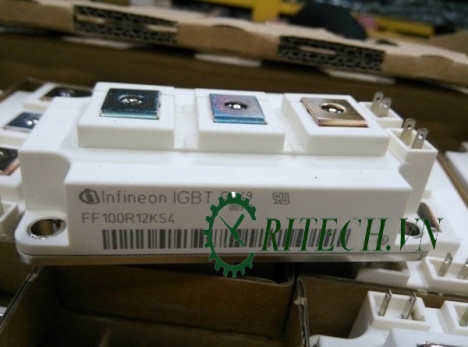 Infineon IGBT
FF100R12KS4
RITECH.VN